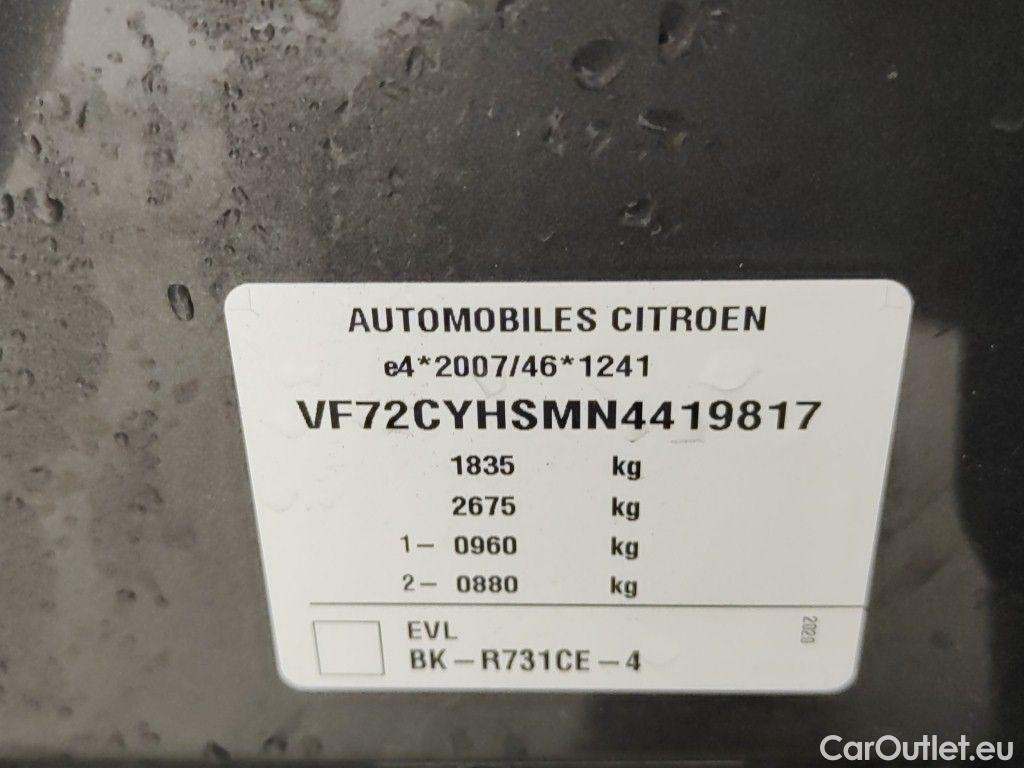 AUTOMOBILES CITROEN
e4*2007/46*1241
VF72CYHSMN4419817
1835 kg
2675 kg
1- 0960 kg
2- 0880 kg
EVL
BK-R731CE-4
2020
CarOutlet.eu